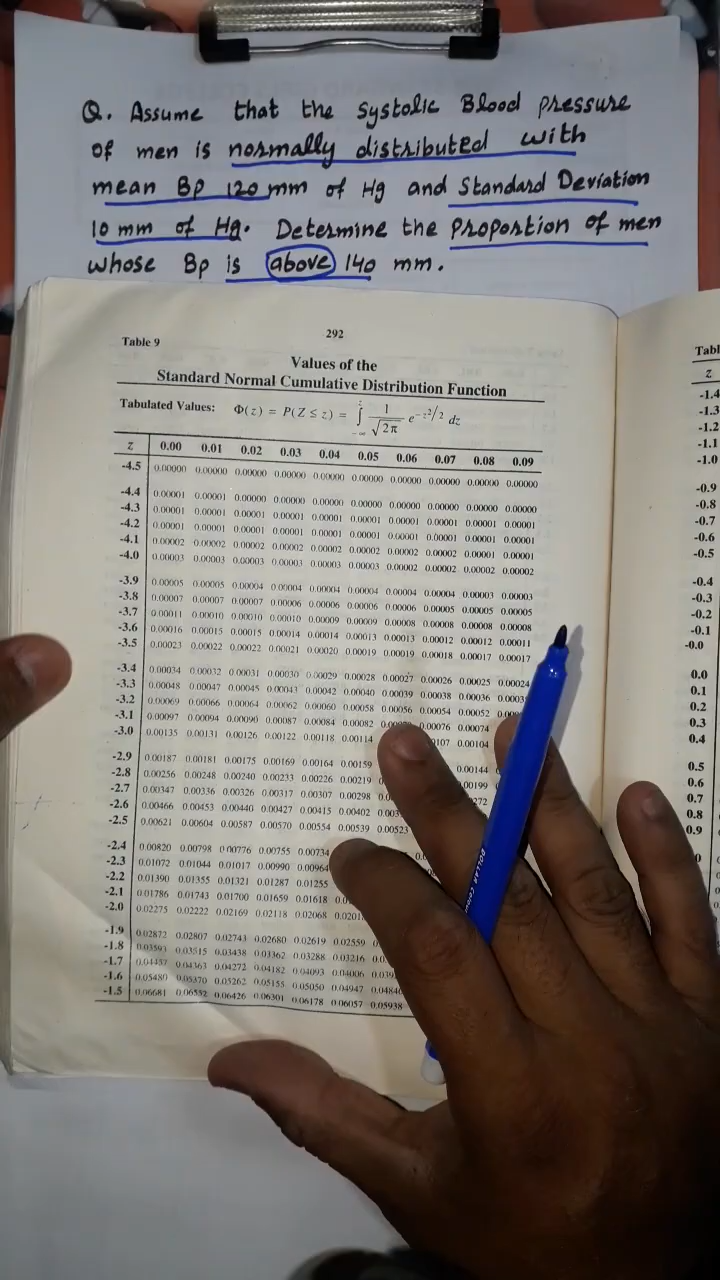 Q. Assume that the Systolic Blood pressure
of men is normally distributed with
mean Bp 120 mm of Hg and Standard Deviation
10 mm of Hg. Determine the proportion of men
whose Bp is above 140 mm.
292
Table 9
Values of the
Standard Normal Cumulative Distribution Function
Tabulated Values: Φ(z) = P(Z ≤ z) = ∫ 1/√2π e^-z²/2 dz
z 0.00 0.01 0.02 0.03 0.04 0.05 0.06 0.07 0.08 0.09
-4.5 0.00000 0.00000 0.00000 0.00000 0.00000 0.00000 0.00000 0.00000 0.00000 0.00000
-4.4 0.00001 0.00001 0.00000 0.00000 0.00000 0.00000 0.00000 0.00000 0.00000 0.00000
-4.3 0.00001 0.00001 0.00001 0.00001 0.00001 0.00001 0.00001 0.00001 0.00001 0.00001
-4.2 0.00001 0.00001 0.00001 0.00001 0.00001 0.00001 0.00001 0.00001 0.00001 0.00001
-4.1 0.00002 0.00002 0.00002 0.00002 0.00002 0.00002 0.00002 0.00002 0.00001 0.00001
-4.0 0.00003 0.00003 0.00003 0.00003 0.00003 0.00003 0.00002 0.00002 0.00002 0.00002
-3.9 0.00005 0.00005 0.00004 0.00004 0.00004 0.00004 0.00004 0.00004 0.00003 0.00003
-3.8 0.00007 0.00007 0.00007 0.00006 0.00006 0.00006 0.00006 0.00005 0.00005 0.00005
-3.7 0.00011 0.00010 0.00010 0.00010 0.00009 0.00009 0.00008 0.00008 0.00008 0.00008
-3.6 0.00016 0.00015 0.00015 0.00014 0.00014 0.00013 0.00013 0.00012 0.00012 0.00011
-3.5 0.00023 0.00022 0.00022 0.00021 0.00020 0.00019 0.00019 0.00018 0.00017 0.00017
-3.4 0.00034 0.00032 0.00031 0.00030 0.00029 0.00028 0.00027 0.00026 0.00025 0.00024
-3.3 0.00048 0.00047 0.00045 0.00043 0.00042 0.00040 0.00039 0.00038 0.00036
-3.2 0.00069 0.00066 0.00064 0.00062 0.00060 0.00058 0.00056 0.00054 0.00052
-3.1 0.00097 0.00094 0.00090 0.00087 0.00084 0.00082 0.00076 0.00074
-3.0 0.00135 0.00131 0.00126 0.00122 0.00118 0.00114 0.00104
-2.9 0.00187 0.00181 0.00175 0.00169 0.00164 0.00159 0.00144
-2.8 0.00256 0.00248 0.00240 0.00233 0.00226 0.00219
-2.7 0.00347 0.00336 0.00326 0.00317 0.00307 0.00298
-2.6 0.00466 0.00453 0.00440 0.00427 0.00415 0.00402
-2.5 0.00621 0.00604 0.00587 0.00570 0.00554 0.00539 0.00523
-2.4 0.00820 0.00798 0.00776 0.00755 0.00734
-2.3 0.01072 0.01044 0.01017 0.00990 0.00964
-2.2 0.01390 0.01355 0.01321 0.01287 0.01255
-2.1 0.01786 0.01743 0.01700 0.01659 0.01618
-2.0 0.02275 0.02222 0.02169 0.02118 0.02068
-1.9 0.02872 0.02807 0.02743 0.02680 0.02619 0.02559
-1.8 0.03593 0.03515 0.03438 0.03362 0.03288 0.03216
-1.7 0.04457 0.04363 0.04272 0.04182 0.04093 0.04006
-1.6 0.05480 0.05370 0.05262 0.05155 0.05050 0.04947
-1.5 0.06681 0.06552 0.06426 0.06301 0.06178 0.06057 0.05938
z
-1.4
-1.3
-1.2
-1.1
-1.0
-0.9
-0.8
-0.7
-0.6
-0.5
-0.4
-0.3
-0.2
-0.1
-0.0
0.0
0.1
0.2
0.3
0.4
0.5
0.6
0.7
0.8
0.9
DOLLAR